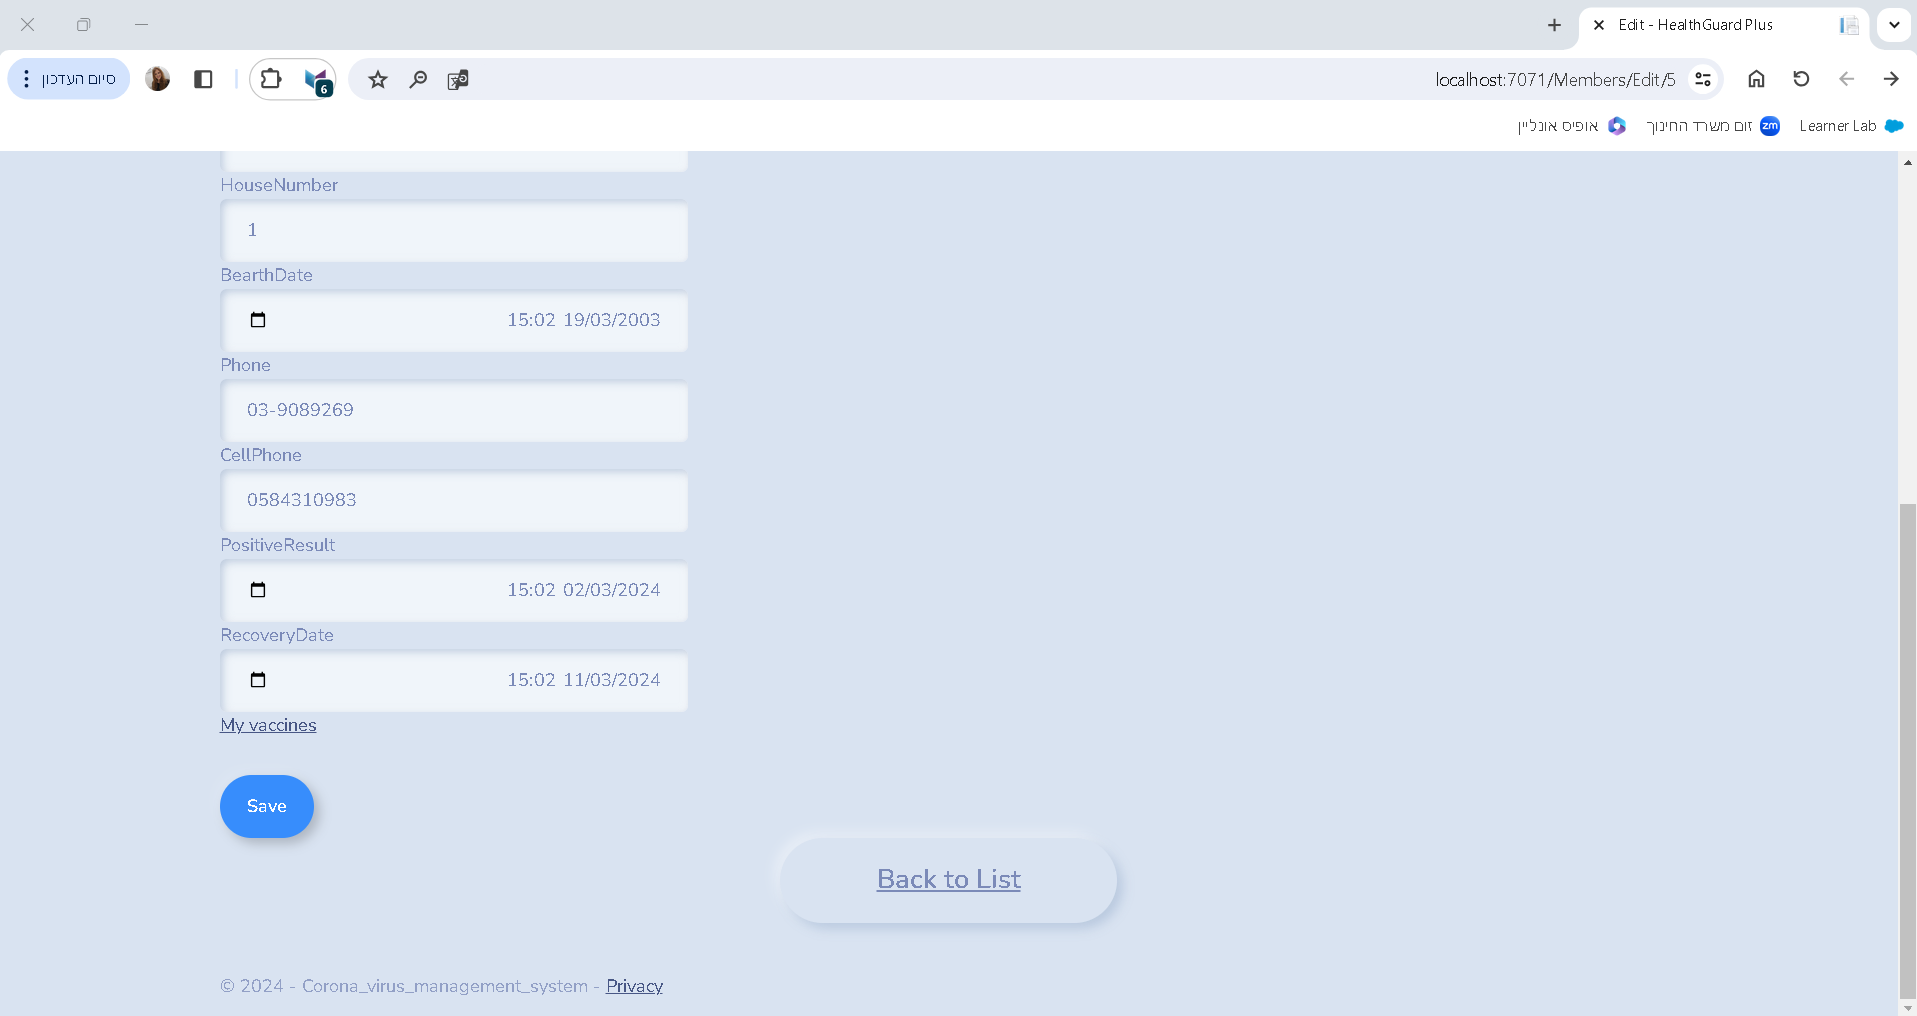 Edit - HealthGuard Plus
סיום העדכון
6
localhost:7071/Members/Edit/5
אופיס אונליין
zm
זום משרד החינוך
Learner Lab
HouseNumber
1
BearthDate
15:02 19/03/2003
Phone
03-9089269
CellPhone
0584310983
PositiveResult
15:02 02/03/2024
RecoveryDate
15:02 11/03/2024
My vaccines
Save
Back to List
© 2024 - Corona_virus_management_system - Privacy